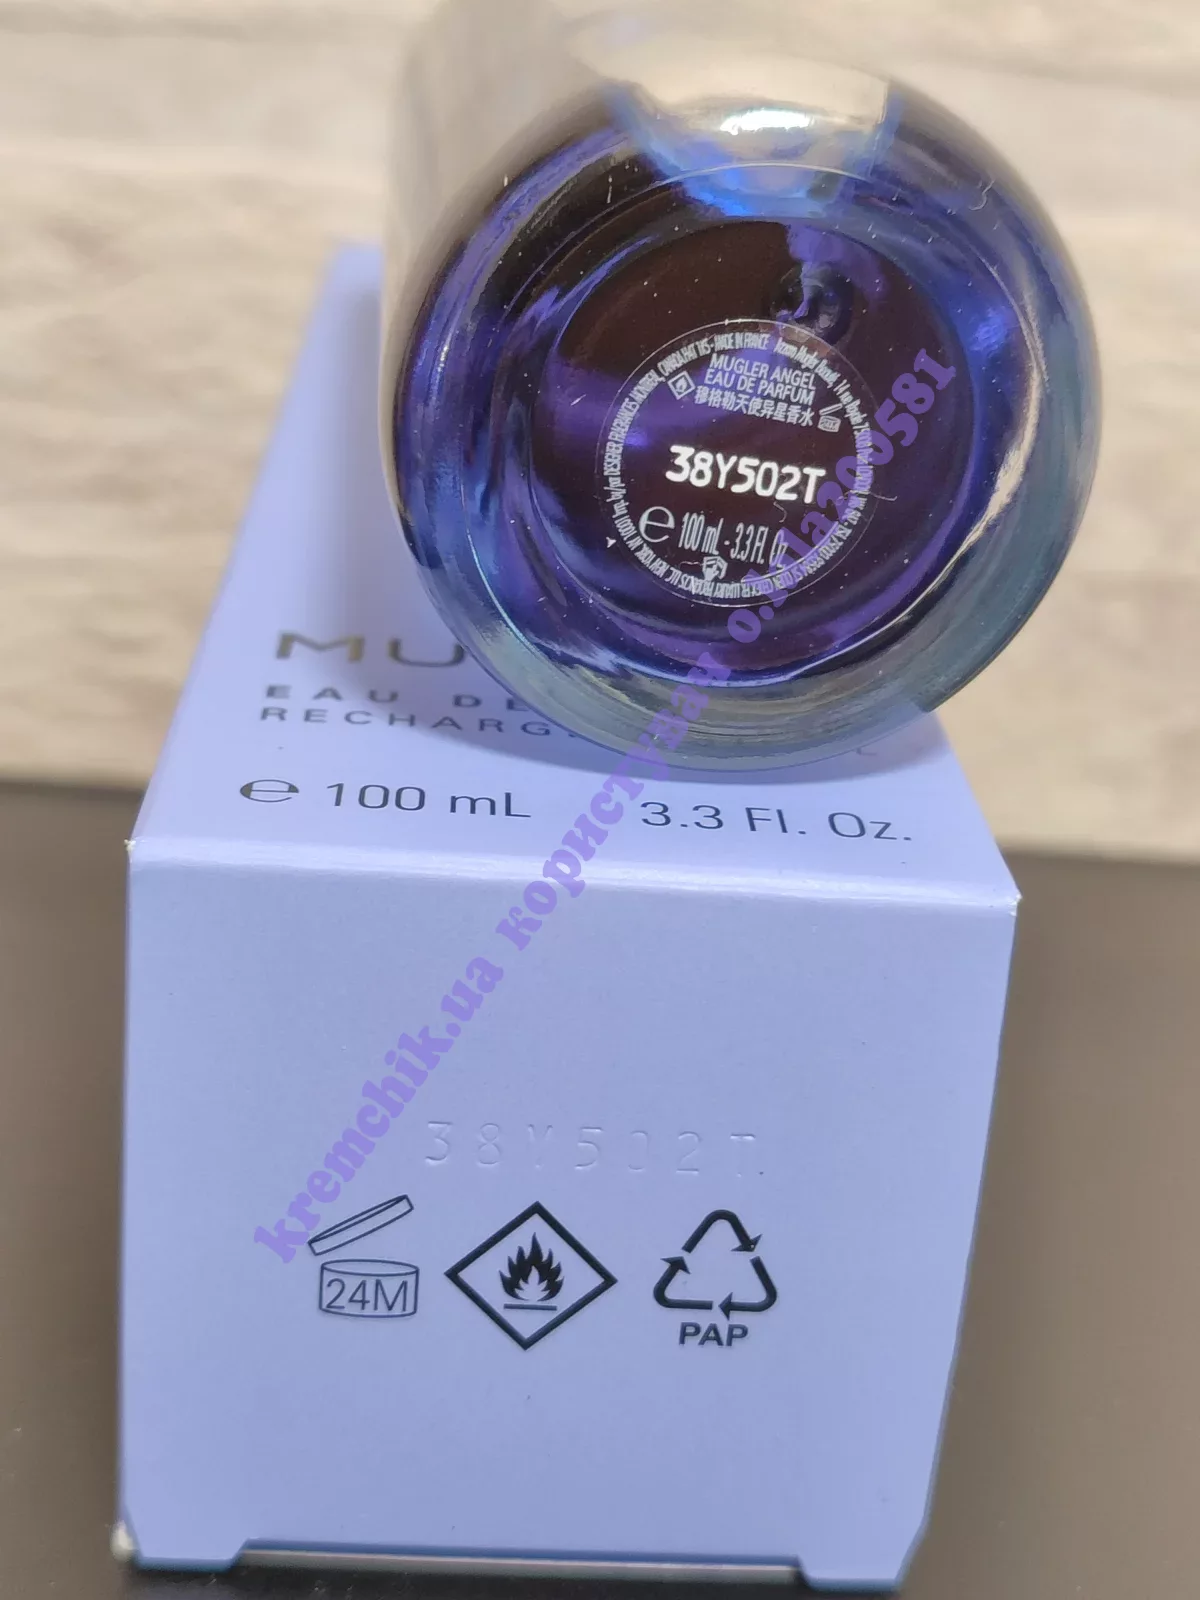 MADE IN FRANCE
MUGLER ANGEL
EAU DE PARFUM
穆格勒天使异星香水
24M
38Y502T
e 100 mL - 3.3 Fl. Oz
MU
EAU DE
RECHARG
e 100 mL 3.3 Fl. Oz.
38Y502T
24M
PAP
kremchik.ua користувач o.lula200581